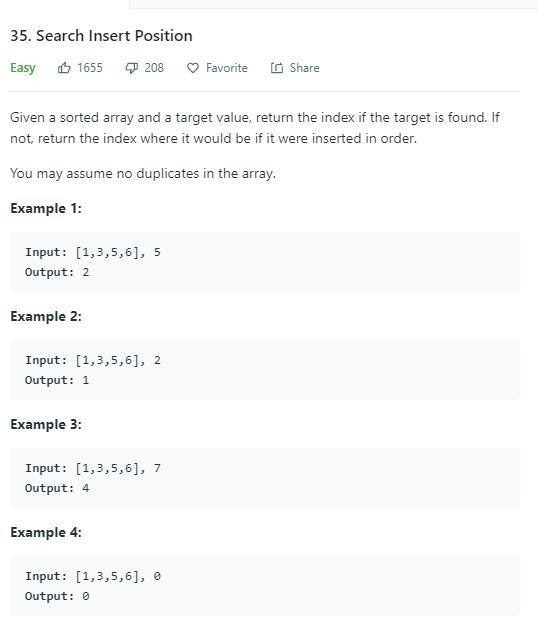 35. Search Insert Position
Easy 1655 208 Favorite Share
Given a sorted array and a target value, return the index if the target is found. If
not, return the index where it would be if it were inserted in order.
You may assume no duplicates in the array.
Example 1:
Input: [1,3,5,6], 5
Output: 2
Example 2:
Input: [1,3,5,6], 2
Output: 1
Example 3:
Input: [1,3,5,6], 7
Output: 4
Example 4:
Input: [1,3,5,6], 0
Output: 0